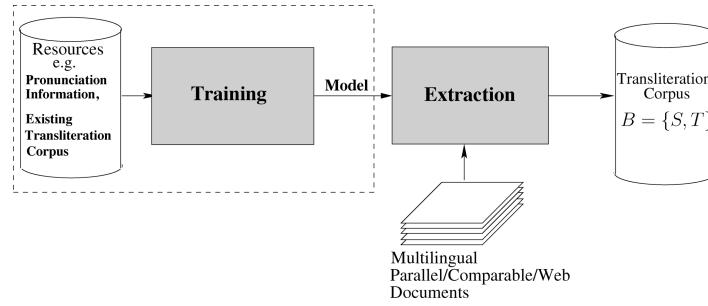 Resources
e.g.
Pronunciation
Information,
Existing
Transliteration
Corpus
Training
Model
Extraction
Transliteration
Corpus
B = {S, T}
Multilingual
Parallel/Comparable/Web
Documents